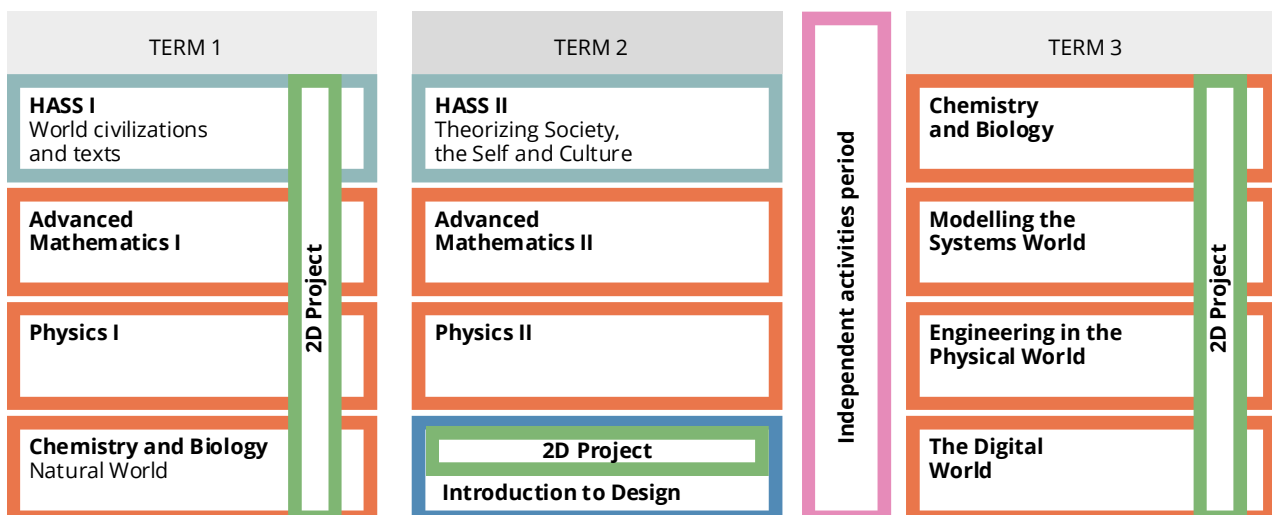 TERM 1
HASS I
World civilizations
and texts
Advanced
Mathematics I
Physics I
Chemistry and Biology
Natural World
2D Project
TERM 2
HASS II
Theorizing Society,
the Self and Culture
Advanced
Mathematics II
Physics II
2D Project
Introduction to Design
Independent activities period
TERM 3
Chemistry
and Biology
Modelling the
Systems World
Engineering in the
Physical World
The Digital
World
2D Project